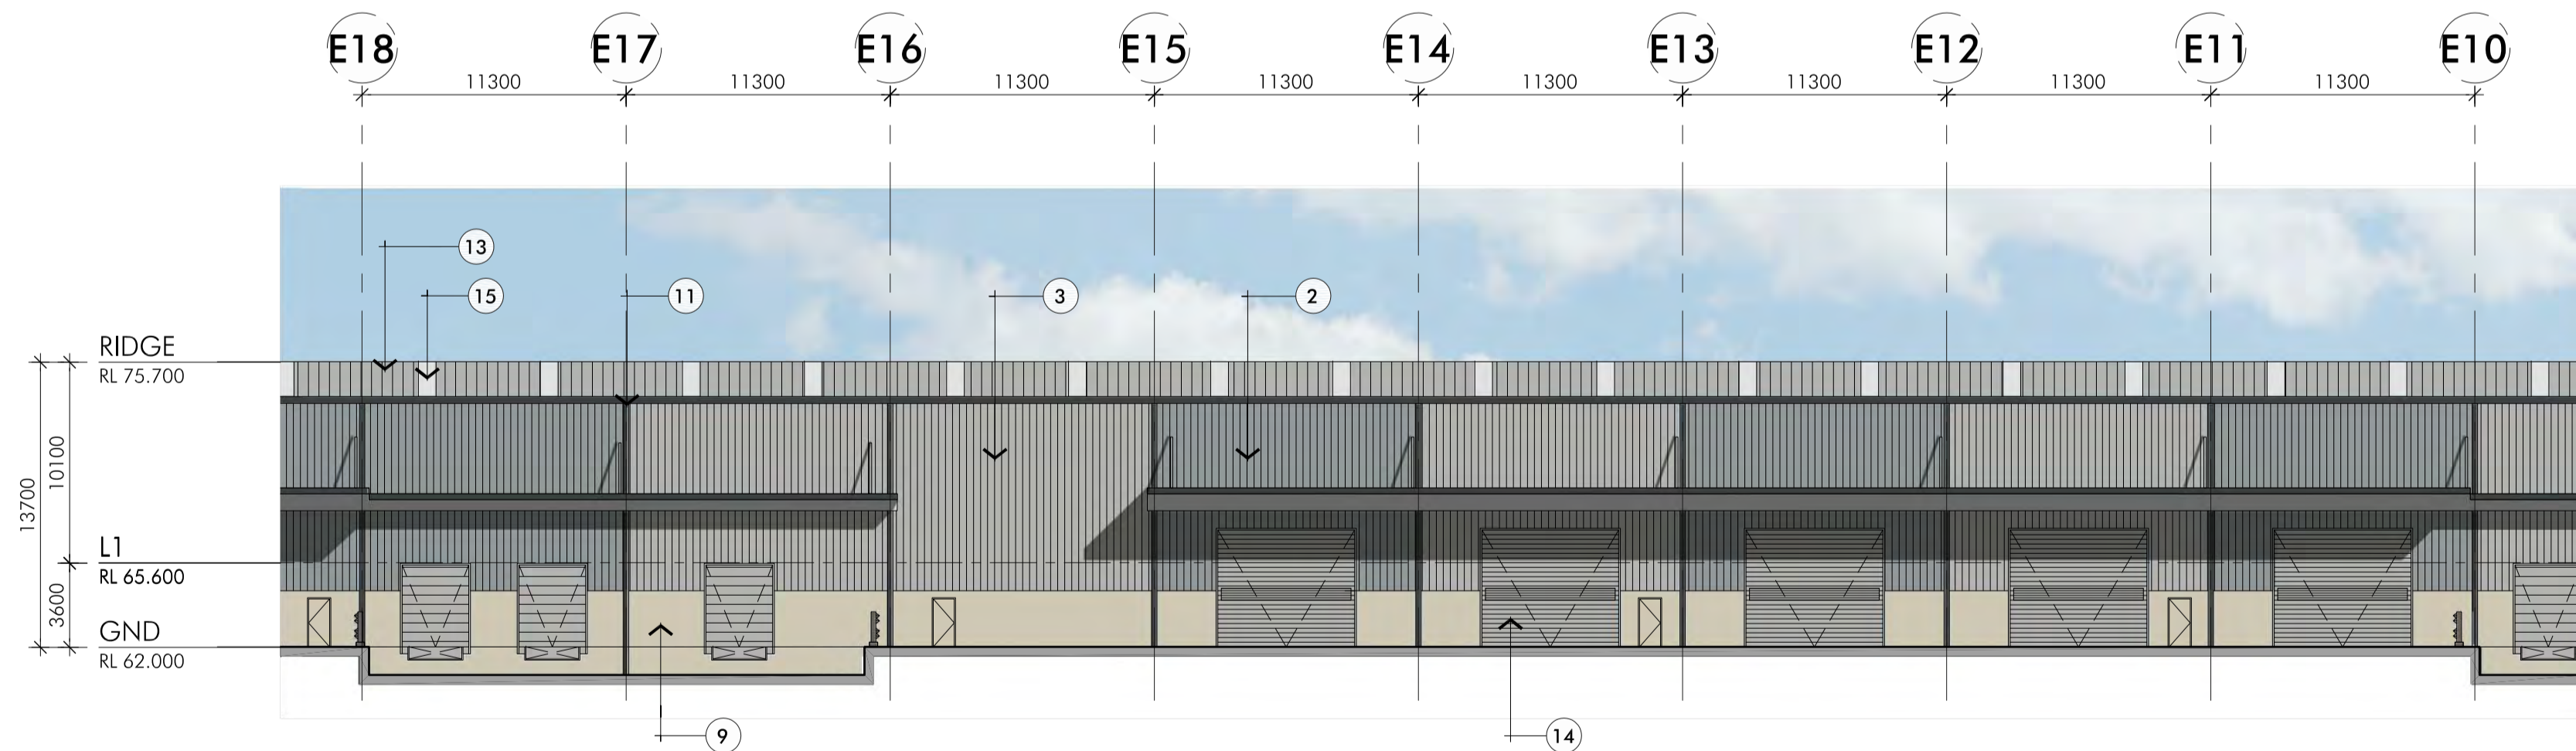 E18 E17 E16 E15 E14 E13 E12 E11 E10
11300 11300 11300 11300 11300 11300 11300 11300
13
15 11 3 2
RIDGE
RL 75.700
13700
10100
L1
RL 65.600
3600
GND
RL 62.000
9 14